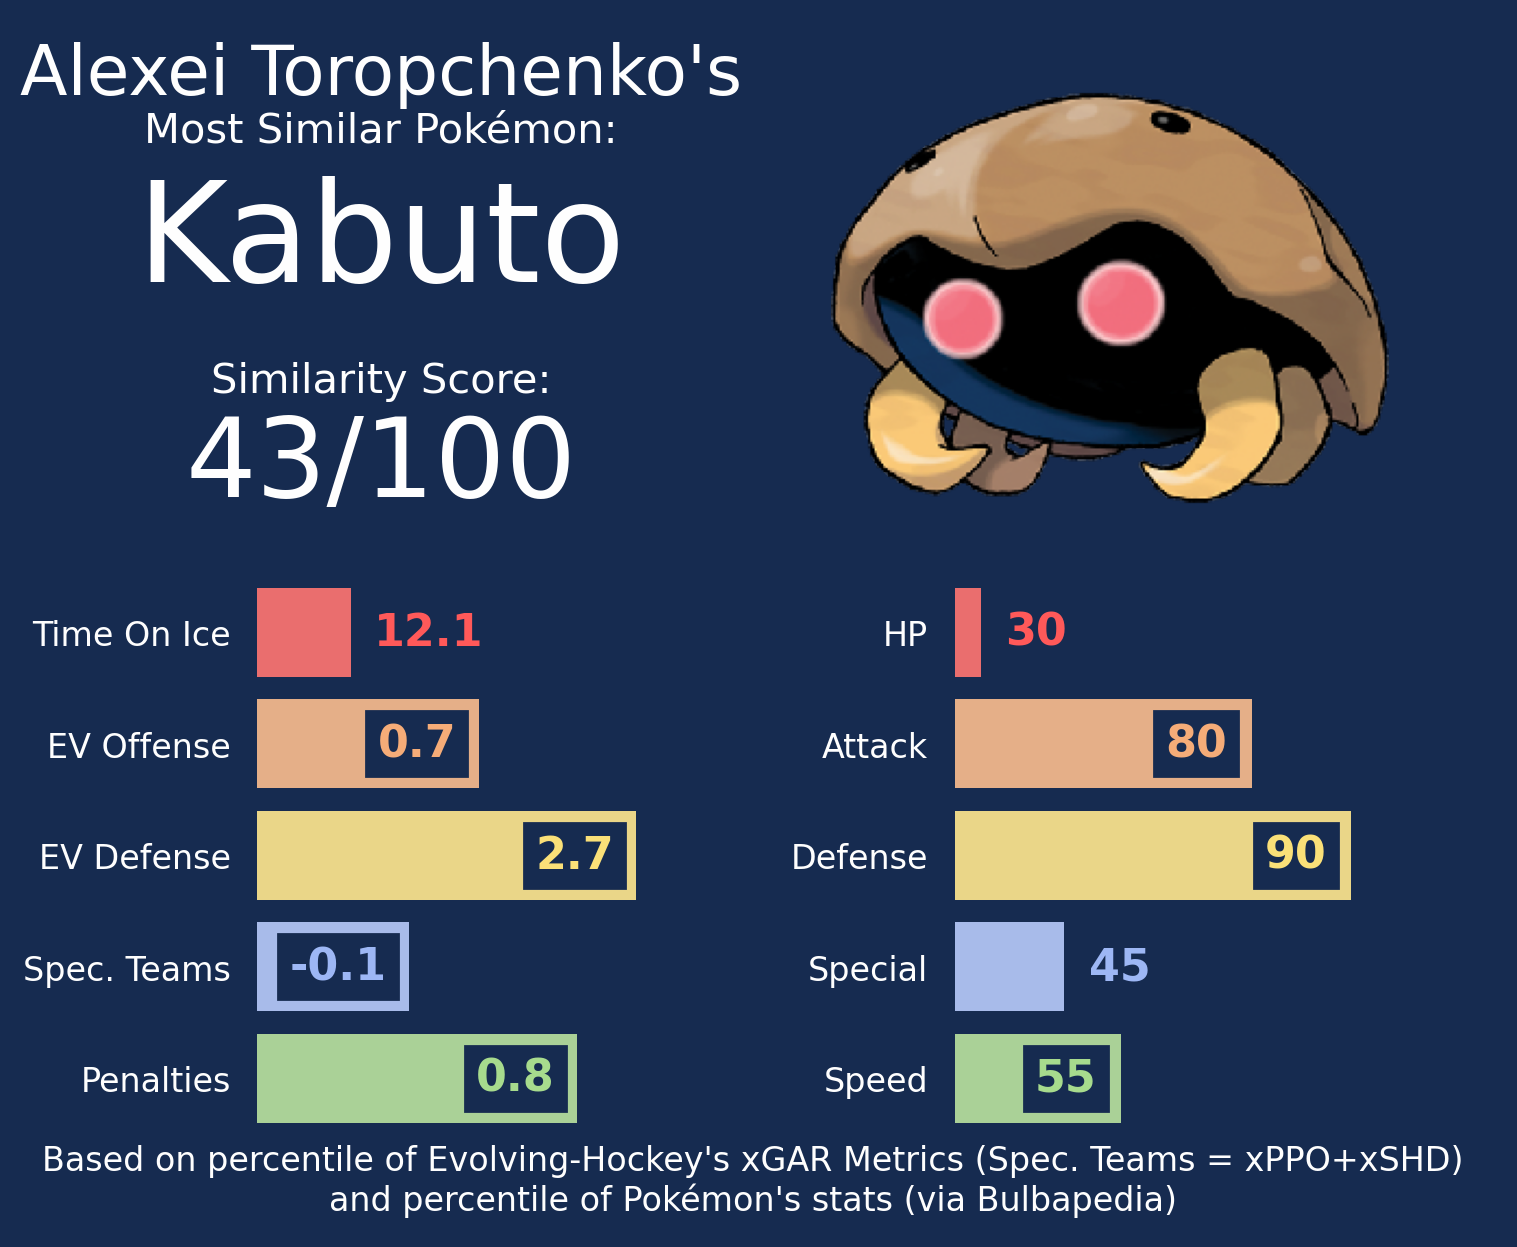 Alexei Toropchenko's
Most Similar Pokémon:
Kabuto
Similarity Score:
43/100
Time On Ice 12.1
EV Offense 0.7
EV Defense 2.7
Spec. Teams -0.1
Penalties 0.8
HP 30
Attack 80
Defense 90
Special 45
Speed 55
Based on percentile of Evolving-Hockey's xGAR Metrics (Spec. Teams = xPPO+xSHD)
and percentile of Pokémon's stats (via Bulbapedia)